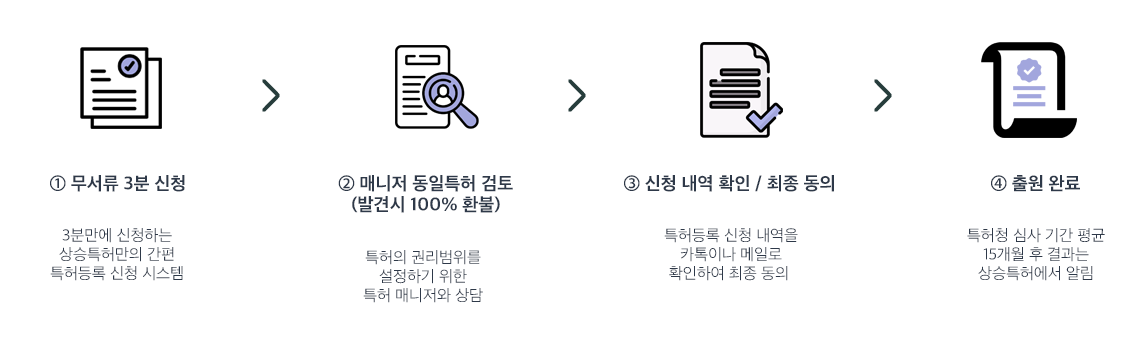 ① 무서류 3분 신청
3분만에 신청하는
상승특허만의 간편
특허등록 신청 시스템
② 매니저 동일특허 검토
(발견시 100% 환불)
특허의 권리범위를
설정하기 위한
특허 매니저와 상담
③ 신청 내역 확인 / 최종 동의
특허등록 신청 내역을
카톡이나 메일로
확인하여 최종 동의
④ 출원 완료
특허청 심사 기간 평균
15개월 후 결과는
상승특허에서 알림